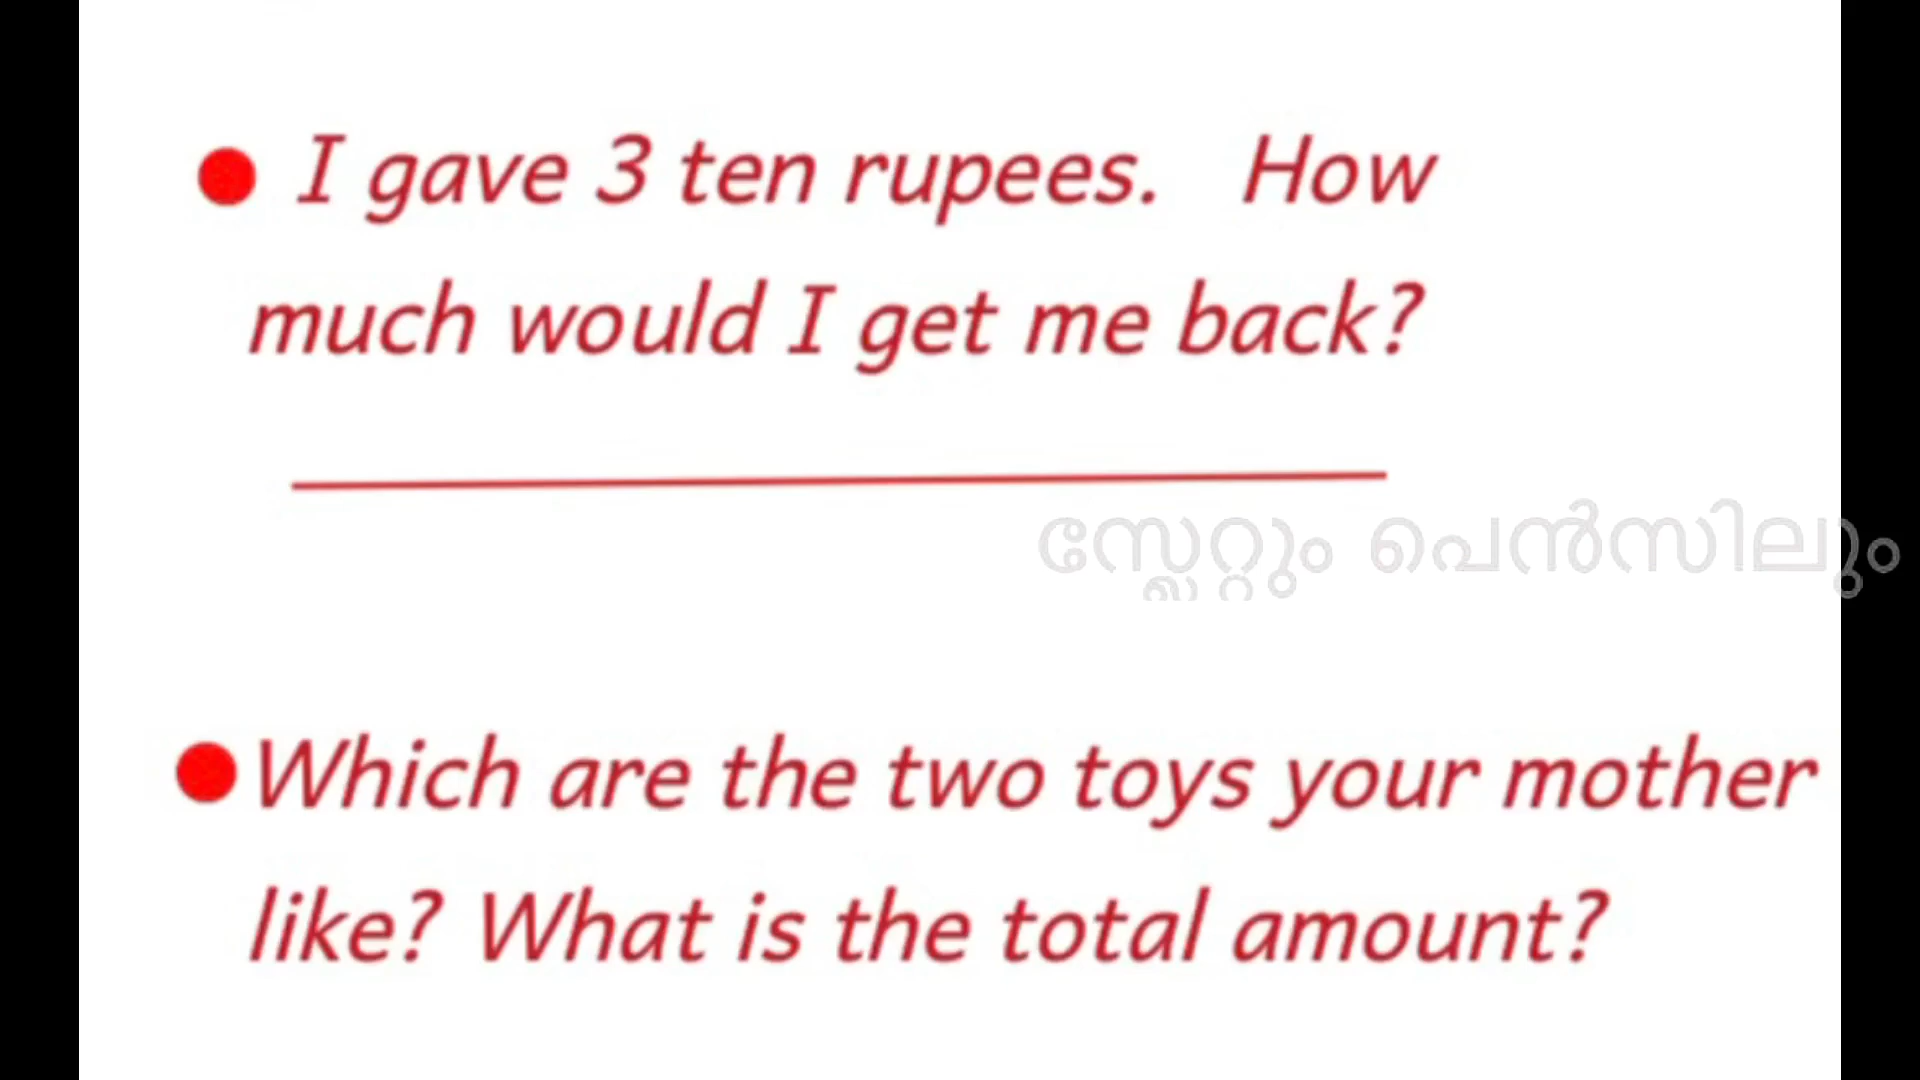 ● I gave 3 ten rupees. How
much would I get me back?
സ്ലേറ്റും പെൻസിലും
● Which are the two toys your mother
like? What is the total amount?